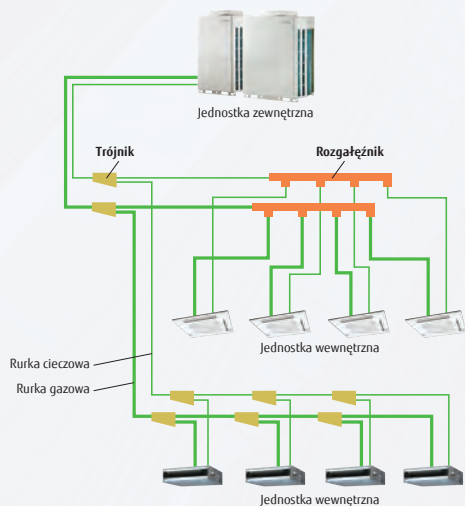 Jednostka zewnętrzna
Trójnik
Rozgałęźnik
Jednostka wewnętrzna
Rurka cieczowa
Rurka gazowa
Jednostka wewnętrzna